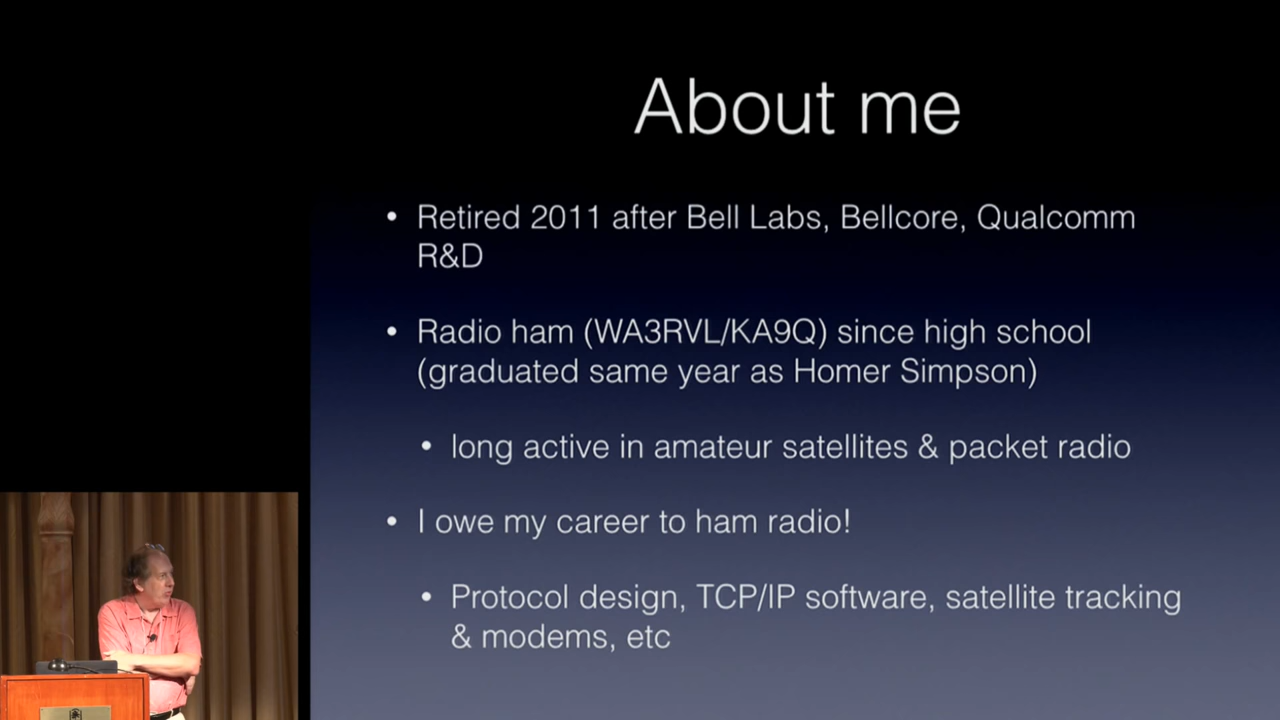 About me
• Retired 2011 after Bell Labs, Bellcore, Qualcomm
R&D
• Radio ham (WA3RVL/KA9Q) since high school
(graduated same year as Homer Simpson)
• long active in amateur satellites & packet radio
• I owe my career to ham radio!
• Protocol design, TCP/IP software, satellite tracking
& modems, etc